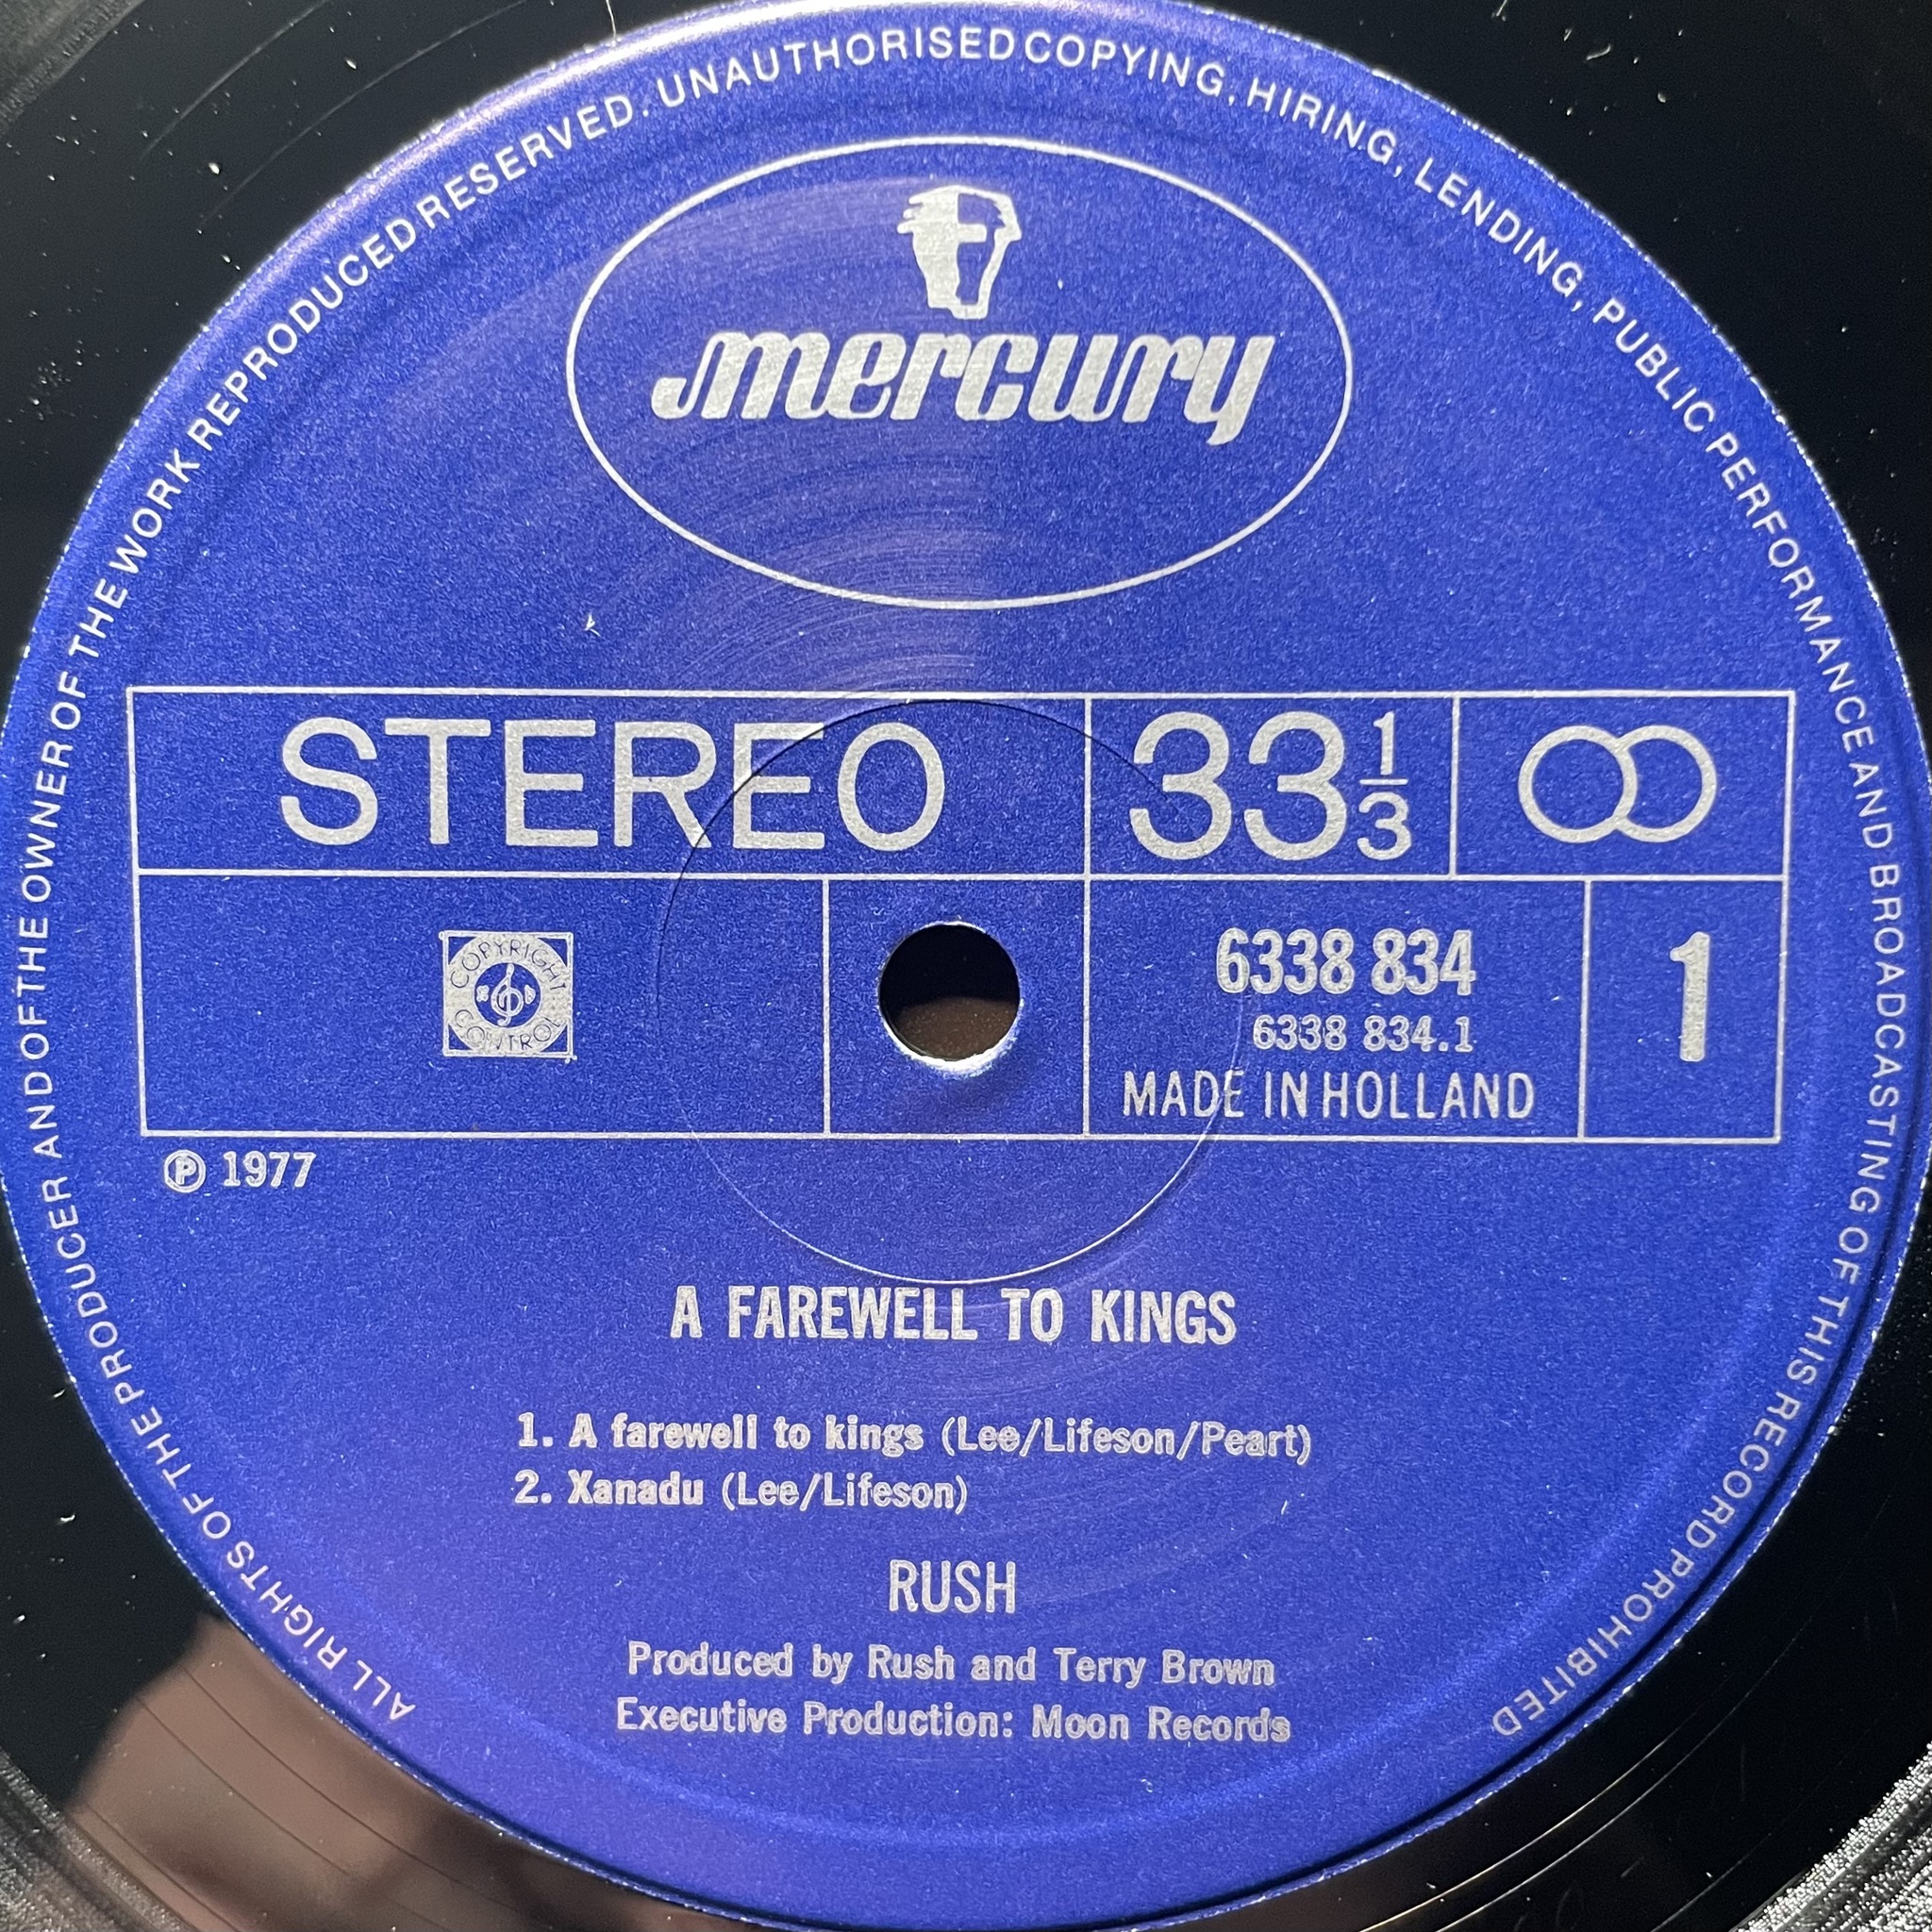 ALL RIGHTS OF THE PRODUCER AND OF THE OWNER OF THE WORK REPRODUCED RESERVED. UNAUTHORISED COPYING, HIRING, LENDING, PUBLIC PERFORMANCE AND BROADCASTING OF THIS RECORD PROHIBITED
mercury
STEREO
33 1/3
COPYRIGHT
CONTROL
6338 834
6338 834.1
MADE IN HOLLAND
1
℗ 1977
A FAREWELL TO KINGS
1. A farewell to kings (Lee/Lifeson/Peart)
2. Xanadu (Lee/Lifeson)
RUSH
Produced by Rush and Terry Brown
Executive Production: Moon Records